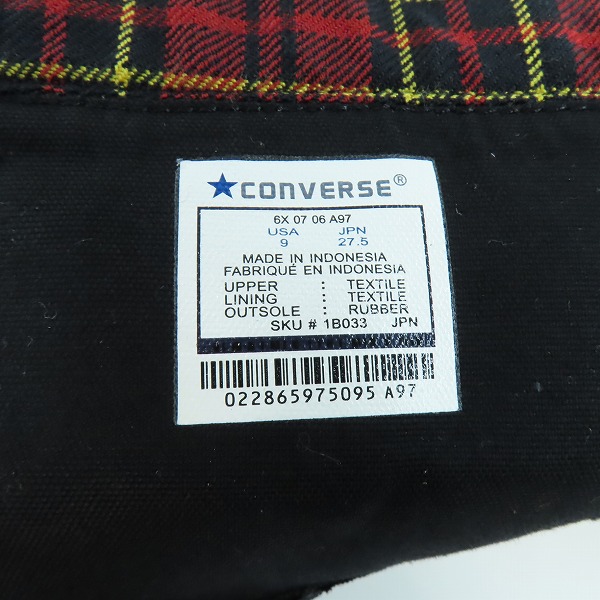 CONVERSE®
6X 07 06 A97
USA JPN
9 27.5
MADE IN INDONESIA
FABRIQUÉ EN INDONESIA
UPPER : TEXTILE
LINING : TEXTILE
OUTSOLE : RUBBER
SKU # 1B033 JPN
022865975095 A97